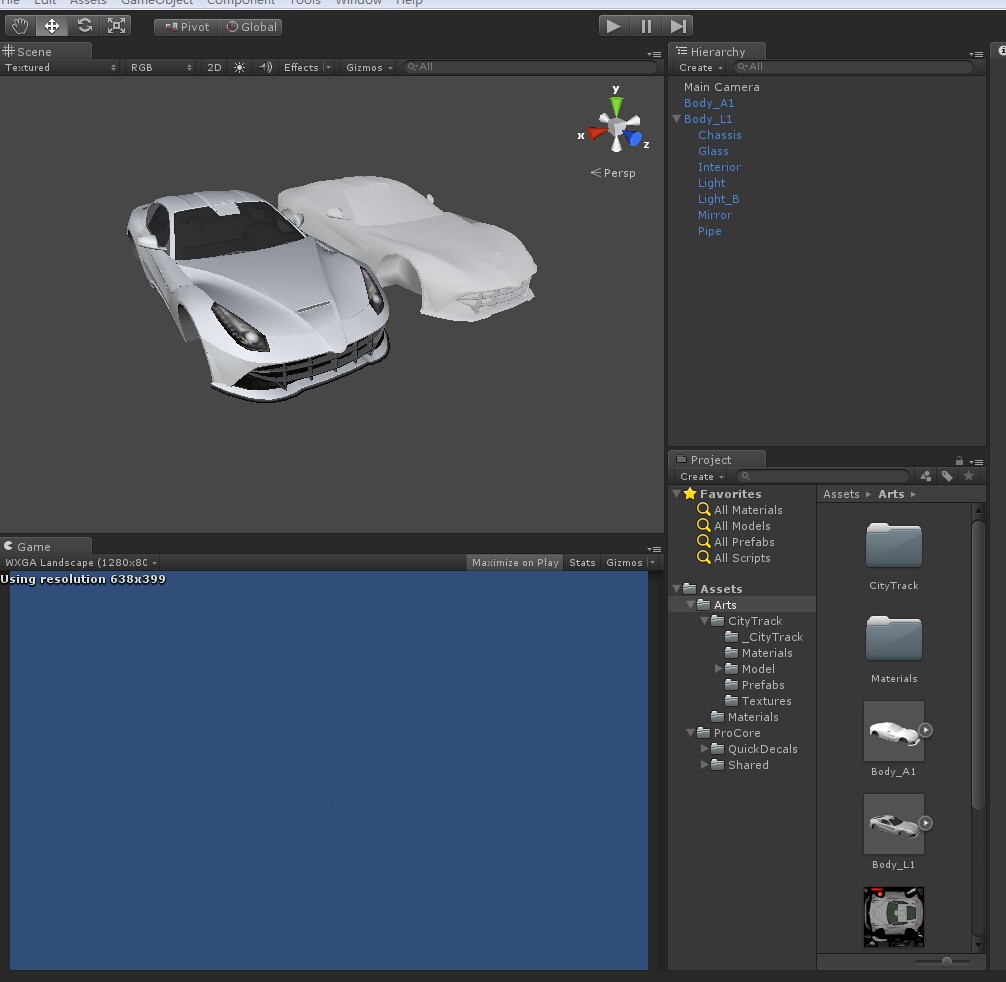 File Edit Assets GameObject Component Tools Window Help
Pivot Global
Scene
Textured RGB 2D Effects Gizmos All
y
x
z
Persp
Game
WXGA Landscape (1280x80 Maximize on Play Stats Gizmos
Using resolution 638x399
Hierarchy
Create All
Main Camera
Body_A1
Body_L1
Chassis
Glass
Interior
Light
Light_B
Mirror
Pipe
Project
Create
Favorites
All Materials
All Models
All Prefabs
All Scripts
Assets
Arts
CityTrack
_CityTrack
Materials
Model
Prefabs
Textures
Materials
ProCore
QuickDecals
Shared
Assets Arts
CityTrack
Materials
Body_A1
Body_L1